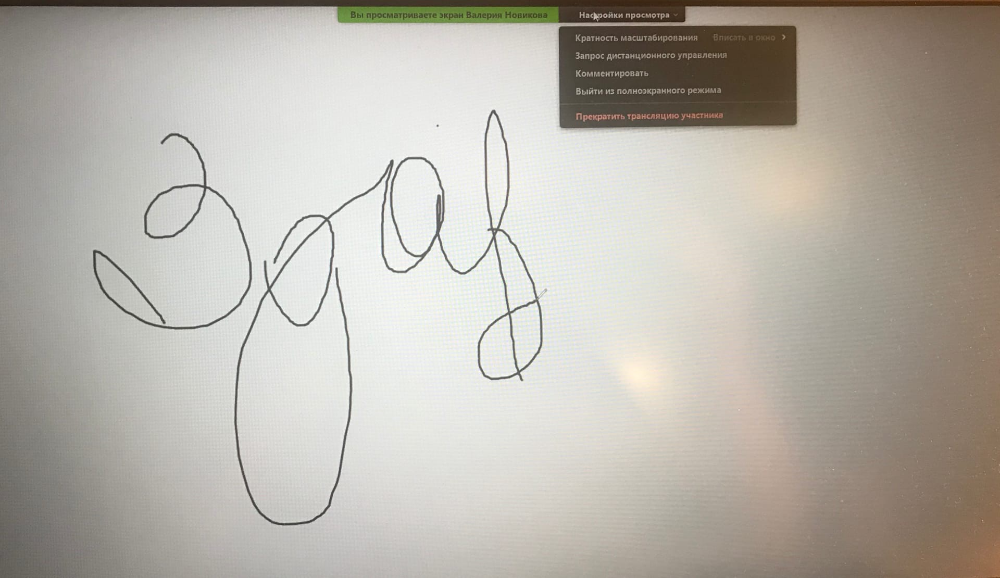 Вы просматриваете экран Валерия Новикова Настройки просмотра
Кратность масштабирования Вписать в окно
Запрос дистанционного управления
Комментировать
Выйти из полноэкранного режима
Прекратить трансляцию участника